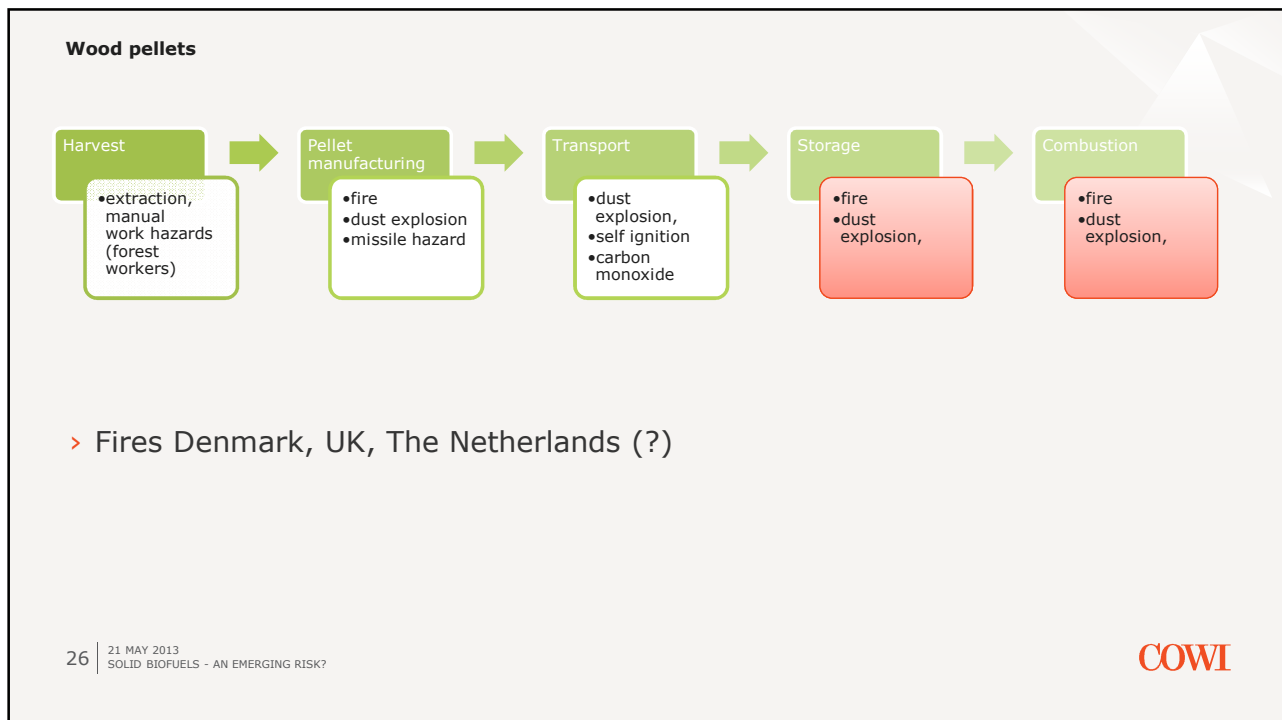 Wood pellets
Harvest
•extraction,
manual
work hazards
(forest
workers)
Pellet
manufacturing
•fire
•dust explosion
•missile hazard
Transport
•dust
explosion,
•self ignition
•carbon
monoxide
Storage
•fire
•dust
explosion,
Combustion
•fire
•dust
explosion,
› Fires Denmark, UK, The Netherlands (?)
26
21 MAY 2013
SOLID BIOFUELS - AN EMERGING RISK?
COWI